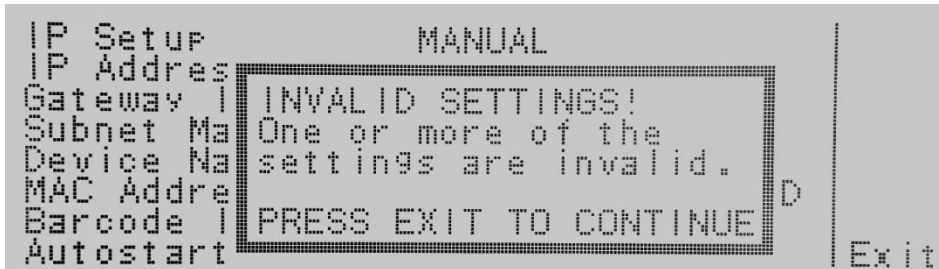 IP Setup MANUAL
IP Addres
Gateway I
INVALID SETTINGS!
Subnet Ma
One or more of the
Device Na
settings are invalid.
MAC Addre D
Barcode I
PRESS EXIT TO CONTINUE
Autostart
Exit